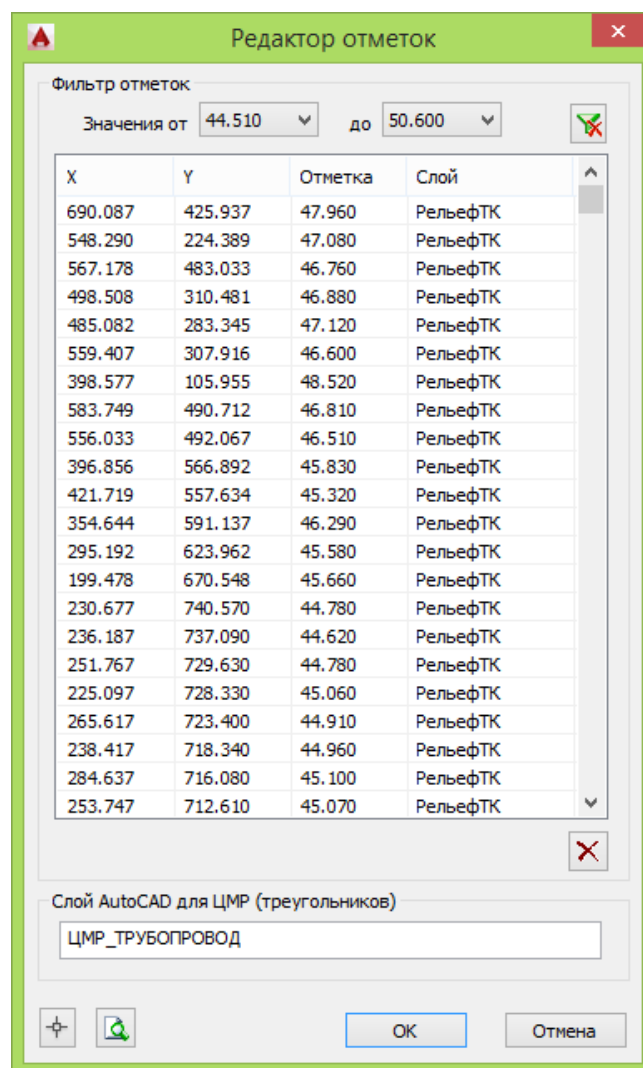 Редактор отметок
Фильтр отметок
Значения от 44.510 до 50.600
X Y Отметка Слой
690.087 425.937 47.960 РельефТК
548.290 224.389 47.080 РельефТК
567.178 483.033 46.760 РельефТК
498.508 310.481 46.880 РельефТК
485.082 283.345 47.120 РельефТК
559.407 307.916 46.600 РельефТК
398.577 105.955 48.520 РельефТК
583.749 490.712 46.810 РельефТК
556.033 492.067 46.510 РельефТК
396.856 566.892 45.830 РельефТК
421.719 557.634 45.320 РельефТК
354.644 591.137 46.290 РельефТК
295.192 623.962 45.580 РельефТК
199.478 670.548 45.660 РельефТК
230.677 740.570 44.780 РельефТК
236.187 737.090 44.620 РельефТК
251.767 729.630 44.780 РельефТК
225.097 728.330 45.060 РельефТК
265.617 723.400 44.910 РельефТК
238.417 718.340 44.960 РельефТК
284.637 716.080 45.100 РельефТК
253.747 712.610 45.070 РельефТК
Слой AutoCAD для ЦМР (треугольников)
ЦМР_ТРУБОПРОВОД
ОК Отмена